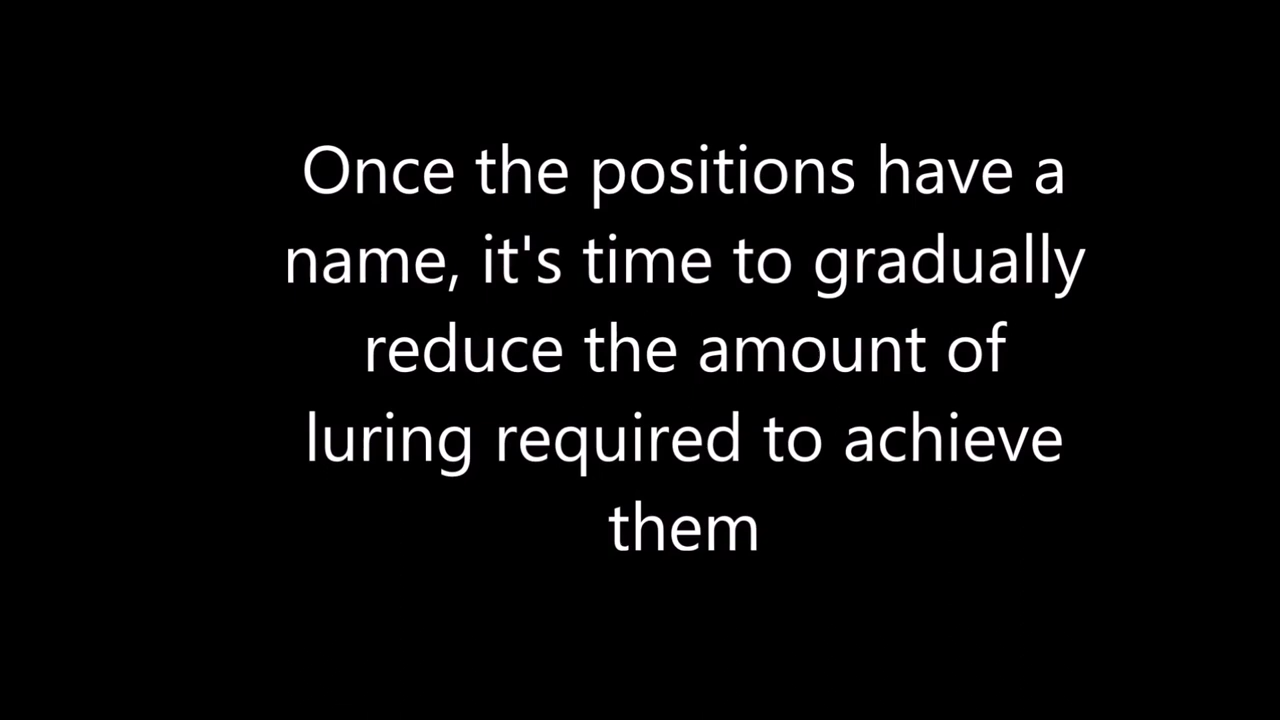 Once the positions have a
name, it's time to gradually
reduce the amount of
luring required to achieve
them